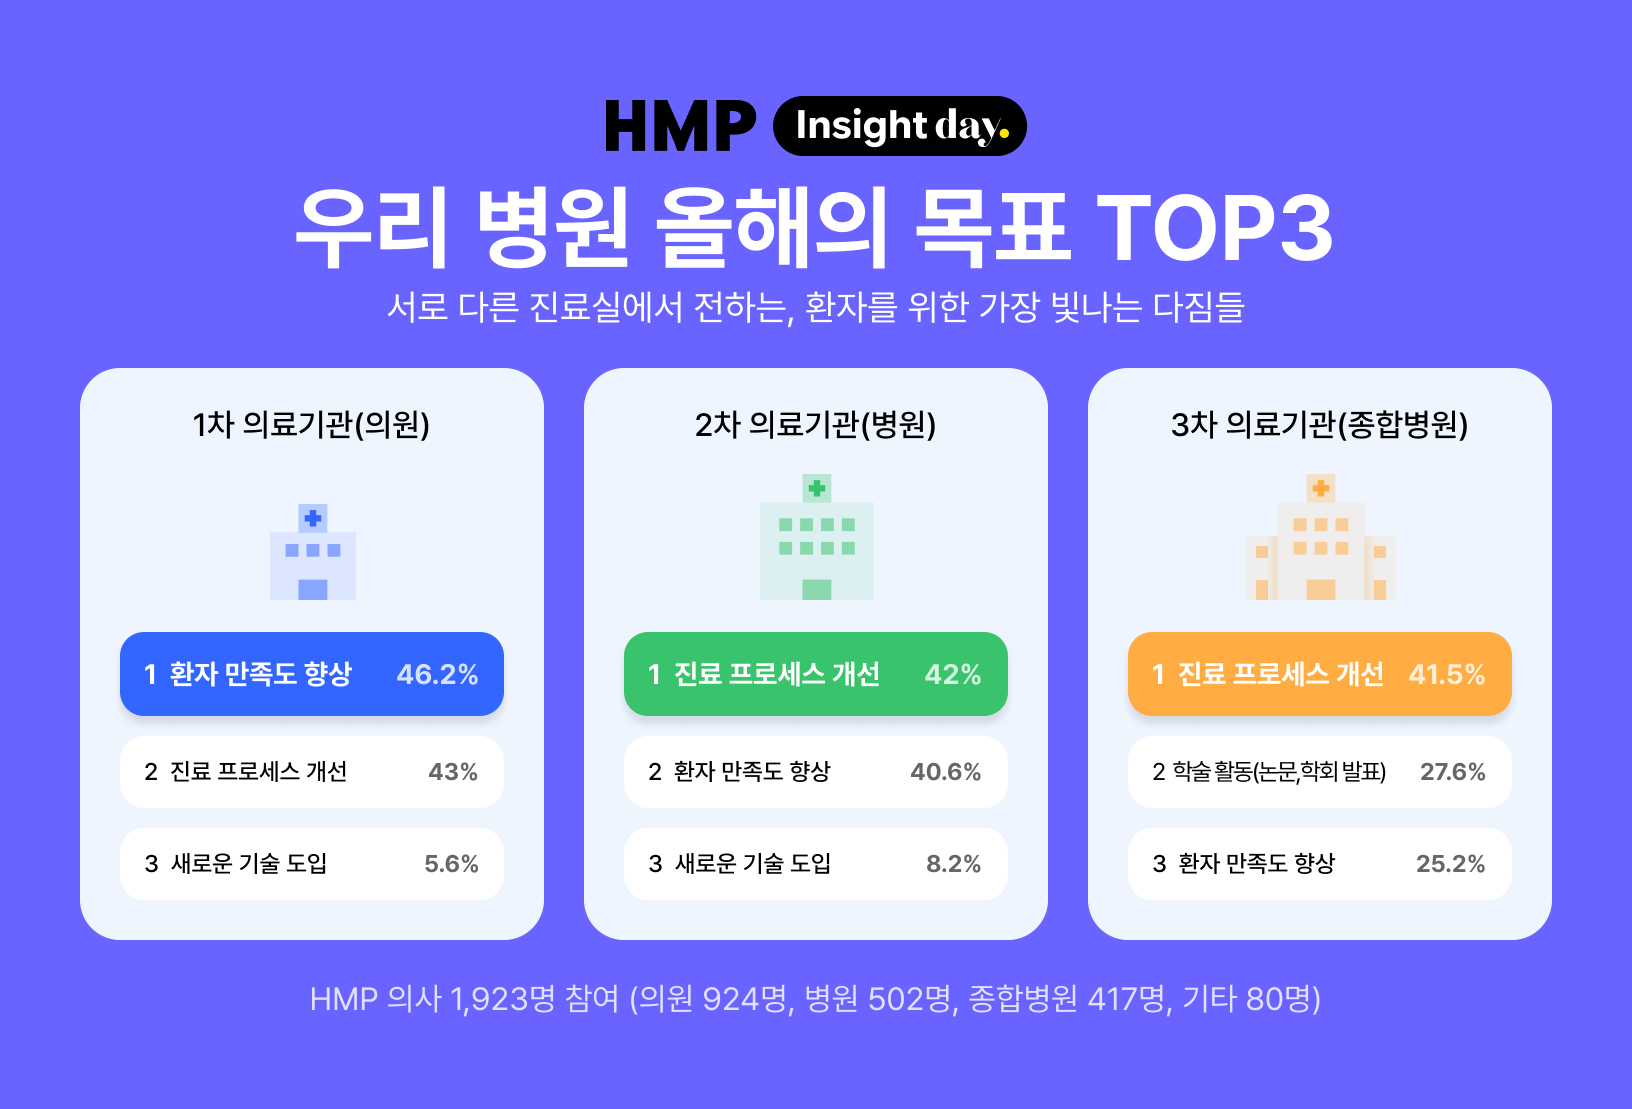 HMP Insight day.
우리 병원 올해의 목표 TOP3
서로 다른 진료실에서 전하는, 환자를 위한 가장 빛나는 다짐들
1차 의료기관(의원)
1 환자 만족도 향상 46.2%
2 진료 프로세스 개선 43%
3 새로운 기술 도입 5.6%
2차 의료기관(병원)
1 진료 프로세스 개선 42%
2 환자 만족도 향상 40.6%
3 새로운 기술 도입 8.2%
3차 의료기관(종합병원)
1 진료 프로세스 개선 41.5%
2 학술 활동(논문,학회 발표) 27.6%
3 환자 만족도 향상 25.2%
HMP 의사 1,923명 참여 (의원 924명, 병원 502명, 종합병원 417명, 기타 80명)